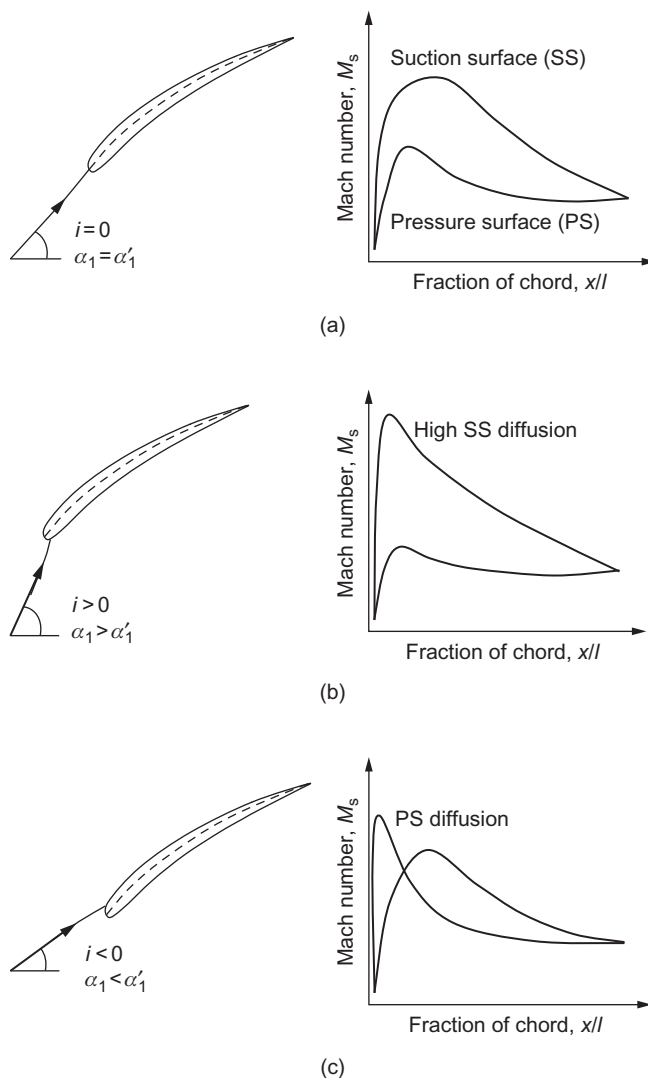 Suction surface (SS)
Mach number, Mₛ
i = 0
α₁ = α′₁
Pressure surface (PS)
Fraction of chord, x/l
(a)
High SS diffusion
Mach number, Mₛ
i > 0
α₁ > α′₁
Fraction of chord, x/l
(b)
PS diffusion
Mach number, Mₛ
i < 0
α₁ < α′₁
Fraction of chord, x/l
(c)